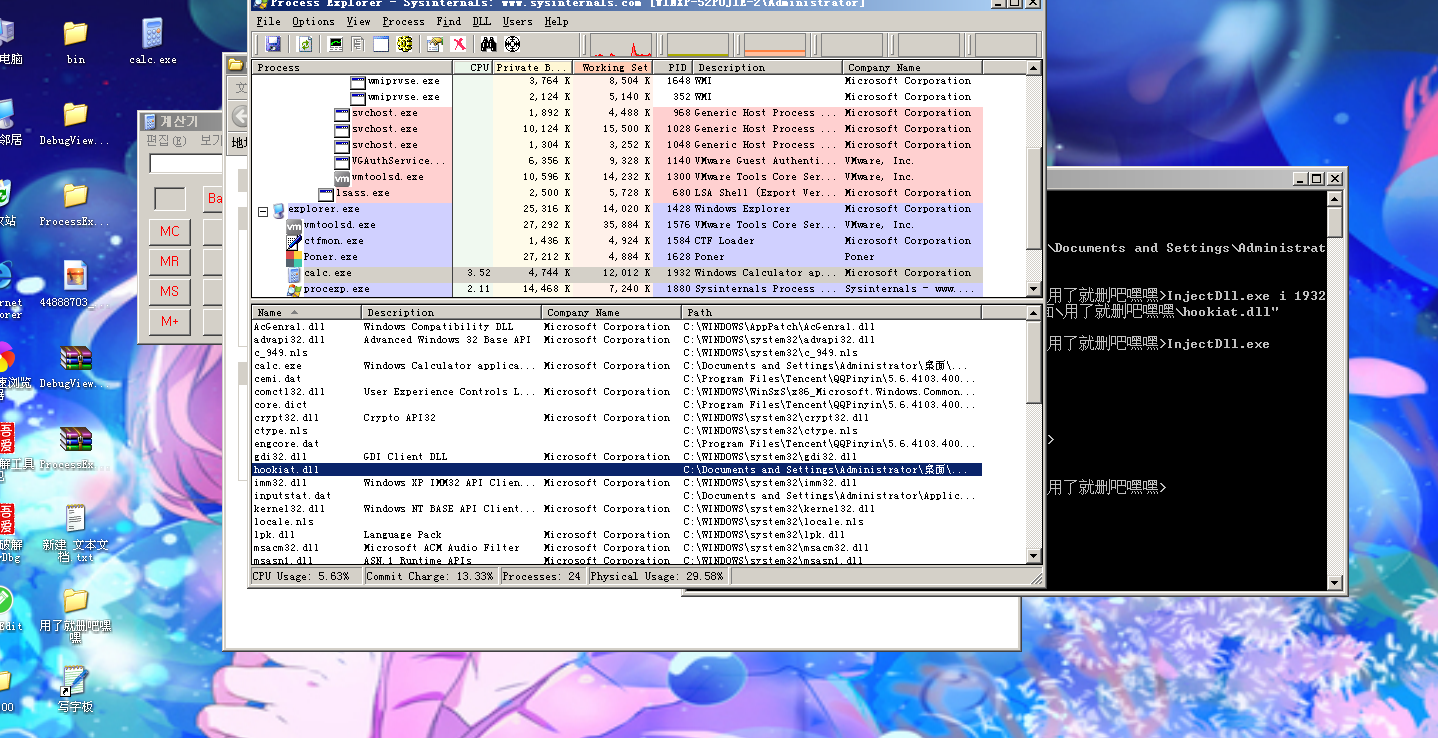 Process Explorer - Sysinternals: www.sysinternals.com [WINXP-52POJIE-2\Administrator]
File Options View Process Find DLL Users Help
Process CPU Private B... Working Set PID Description Company Name
wmiprvse.exe 3,764 K 8,504 K 1648 WMI Microsoft Corporation
wmiprvse.exe 2,124 K 5,140 K 352 WMI Microsoft Corporation
svchost.exe 1,892 K 4,488 K 968 Generic Host Process ... Microsoft Corporation
svchost.exe 10,124 K 15,500 K 1028 Generic Host Process ... Microsoft Corporation
svchost.exe 1,304 K 3,252 K 1048 Generic Host Process ... Microsoft Corporation
VGAuthService... 6,356 K 9,328 K 1140 VMware Guest Authenti... VMware, Inc.
vm vmtoolsd.exe 10,596 K 14,232 K 1300 VMware Tools Core Ser... VMware, Inc.
lsass.exe 2,500 K 5,728 K 680 LSA Shell (Export Ver... Microsoft Corporation
explorer.exe 25,316 K 14,020 K 1428 Windows Explorer Microsoft Corporation
vm vmtoolsd.exe 27,292 K 35,884 K 1576 VMware Tools Core Ser... VMware, Inc.
ctfmon.exe 1,436 K 4,924 K 1584 CTF Loader Microsoft Corporation
Poner.exe 27,212 K 4,884 K 1628 Poner Poner
calc.exe 3.52 4,744 K 12,012 K 1932 Windows Calculator ap... Microsoft Corporation
procexp.exe 2.11 14,468 K 7,240 K 1880 Sysinternals Process ... Sysinternals - www....
Name Description Company Name Path
AcGenral.dll Windows Compatibility DLL Microsoft Corporation C:\WINDOWS\AppPatch\AcGenral.dll
advapi32.dll Advanced Windows 32 Base API Microsoft Corporation C:\WINDOWS\system32\advapi32.dll
c_949.nls C:\WINDOWS\system32\c_949.nls
calc.exe Windows Calculator applica... Microsoft Corporation C:\Documents and Settings\Administrator\桌面\...
cemi.dat C:\Program Files\Tencent\QQPinyin\5.6.4103.400...
comctl32.dll User Experience Controls L... Microsoft Corporation C:\WINDOWS\WinSxS\x86_Microsoft.Windows.Common...
core.dict C:\Program Files\Tencent\QQPinyin\5.6.4103.400...
crypt32.dll Crypto API32 Microsoft Corporation C:\WINDOWS\system32\crypt32.dll
ctype.nls C:\WINDOWS\system32\ctype.nls
engcore.dat C:\Program Files\Tencent\QQPinyin\5.6.4103.400...
gdi32.dll GDI Client DLL Microsoft Corporation C:\WINDOWS\system32\gdi32.dll
hookiat.dll C:\Documents and Settings\Administrator\桌面\...
imm32.dll Windows XP IMM32 API Clien... Microsoft Corporation C:\WINDOWS\system32\imm32.dll
inputstat.dat C:\Documents and Settings\Administrator\Applic...
kernel32.dll Windows NT BASE API Client... Microsoft Corporation C:\WINDOWS\system32\kernel32.dll
locale.nls C:\WINDOWS\system32\locale.nls
lpk.dll Language Pack Microsoft Corporation C:\WINDOWS\system32\lpk.dll
msacm32.dll Microsoft ACM Audio Filter Microsoft Corporation C:\WINDOWS\system32\msacm32.dll
msasn1.dll ASN.1 Runtime APIs Microsoft Corporation C:\WINDOWS\system32\msasn1.dll
CPU Usage: 5.63% Commit Charge: 13.33% Processes: 24 Physical Usage: 29.58%
\Documents and Settings\Administrat
用了就删吧嘿嘿>InjectDll.exe i 1932
面\用了就删吧嘿嘿\hookiat.dll"
用了就删吧嘿嘿>InjectDll.exe
>
用了就删吧嘿嘿>
계산기
편집(E) 보기
Ba
MC
MR
MS
M+
文
地
电脑
bin
calc.exe
邻居
DebugView...
收站
ProcessEx...
rnet
orer
44888703_...
速浏览
器
DebugView...
吾
爱
解工具
包
ProcessEx...
吾
爱
破解
Dbg
新建 文本文
档.txt
Edit
用了就删吧嘿
嘿
00
写字板